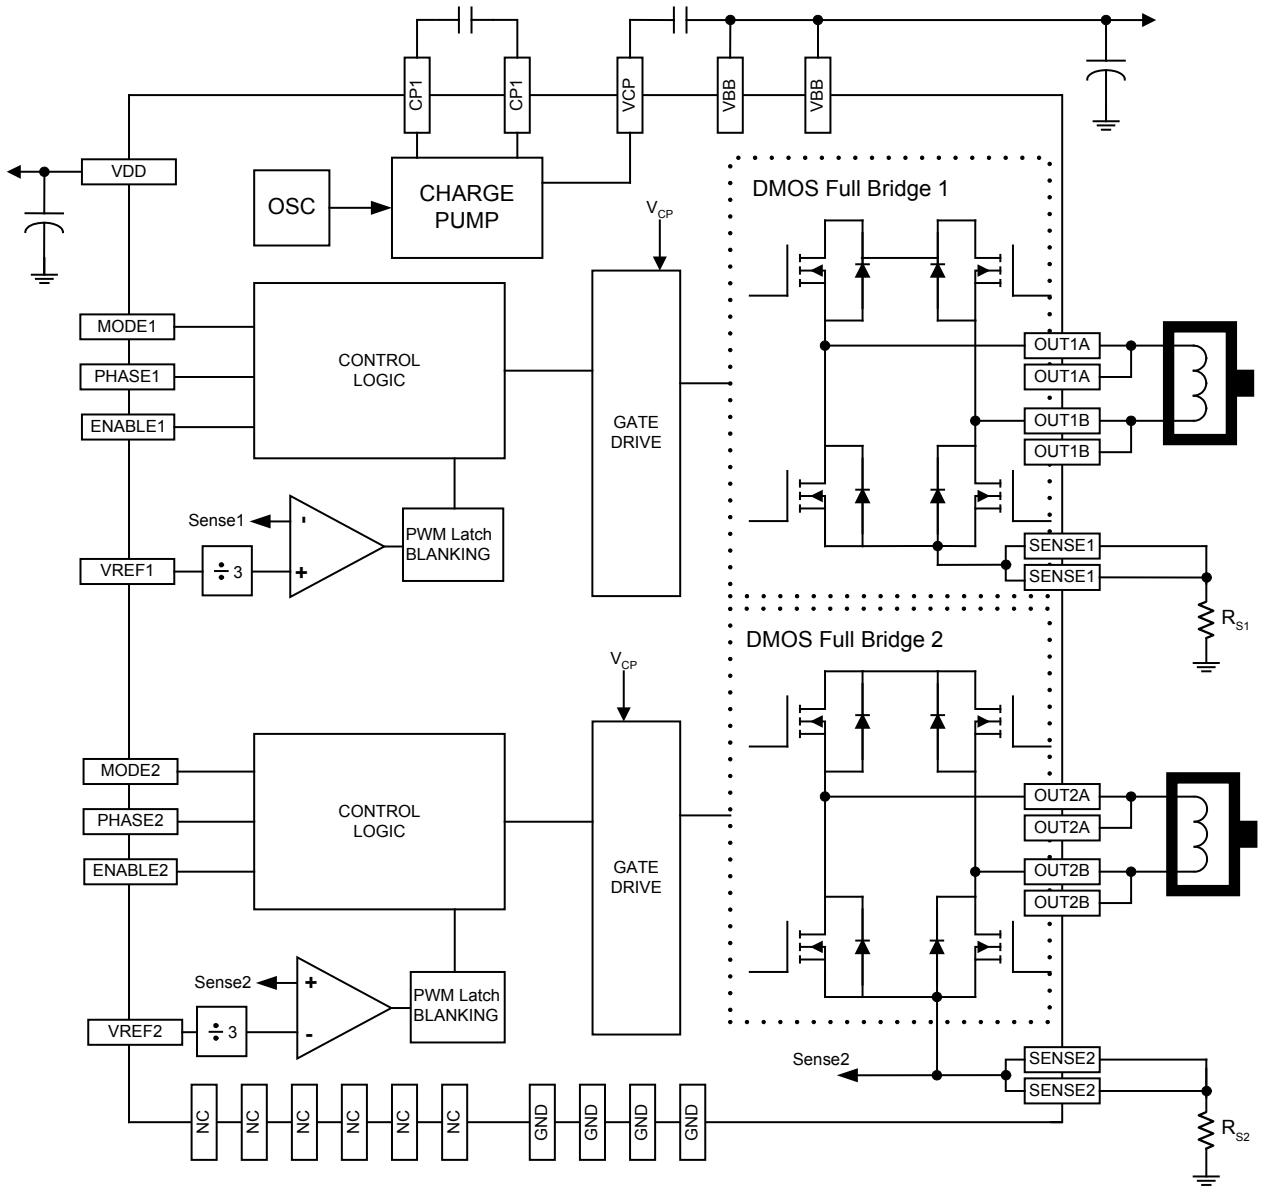 CP1
CP1
VCP
VBB
VBB
VDD
OSC
CHARGE
PUMP
DMOS Full Bridge 1
VCP
MODE1
PHASE1
ENABLE1
CONTROL
LOGIC
GATE
DRIVE
OUT1A
OUT1A
OUT1B
OUT1B
Sense1
-
+
PWM Latch
BLANKING
VREF1
÷ 3
SENSE1
SENSE1
RS1
DMOS Full Bridge 2
VCP
MODE2
PHASE2
ENABLE2
CONTROL
LOGIC
GATE
DRIVE
OUT2A
OUT2A
OUT2B
OUT2B
Sense2
+
-
PWM Latch
BLANKING
VREF2
÷ 3
Sense2
SENSE2
SENSE2
RS2
NC
NC
NC
NC
NC
NC
GND
GND
GND
GND